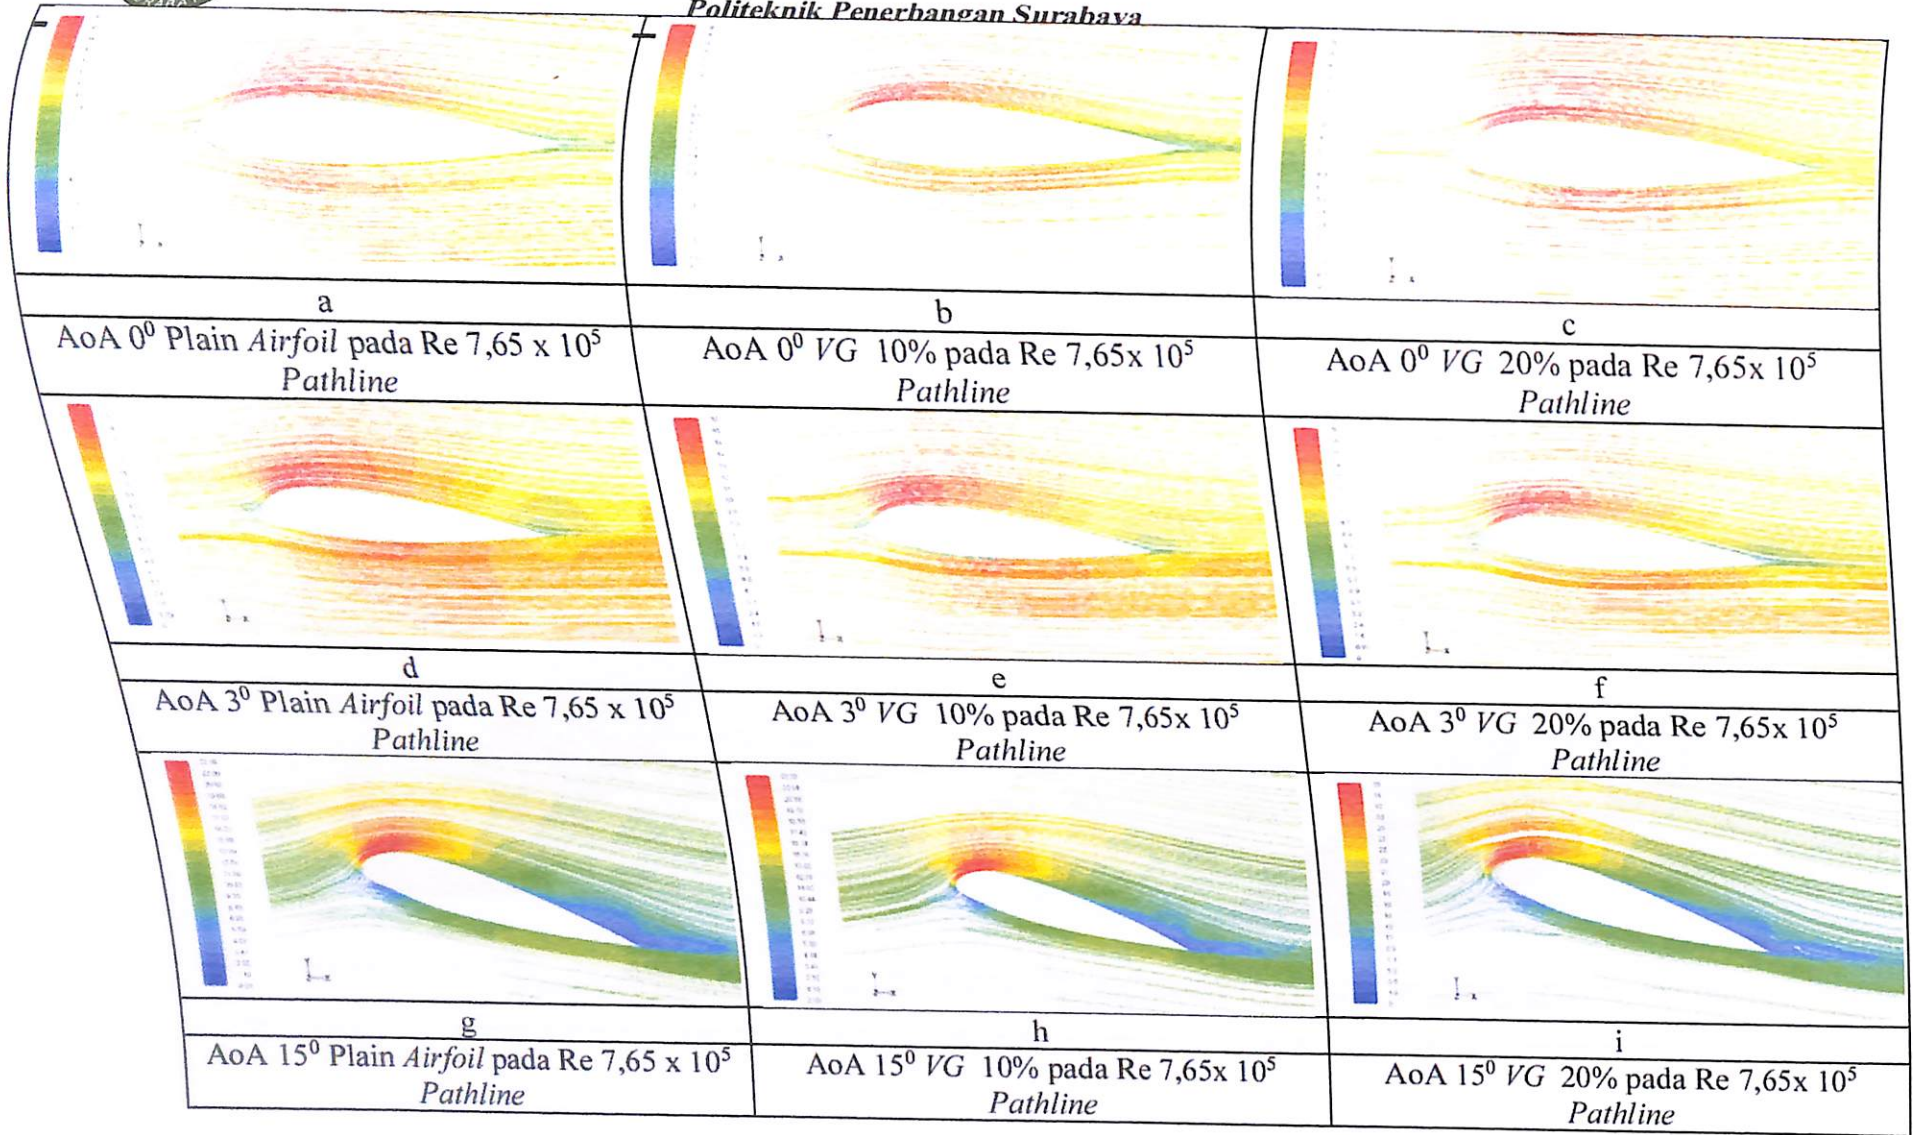 Politeknik Penerbangan Surabaya
a
b
c
AoA 0⁰ Plain Airfoil pada Re 7,65 x 10⁵
Pathline
AoA 0⁰ VG 10% pada Re 7,65x 10⁵
Pathline
AoA 0⁰ VG 20% pada Re 7,65x 10⁵
Pathline
d
e
f
AoA 3⁰ Plain Airfoil pada Re 7,65 x 10⁵
Pathline
AoA 3⁰ VG 10% pada Re 7,65x 10⁵
Pathline
AoA 3⁰ VG 20% pada Re 7,65x 10⁵
Pathline
g
h
i
AoA 15⁰ Plain Airfoil pada Re 7,65 x 10⁵
Pathline
AoA 15⁰ VG 10% pada Re 7,65x 10⁵
Pathline
AoA 15⁰ VG 20% pada Re 7,65x 10⁵
Pathline